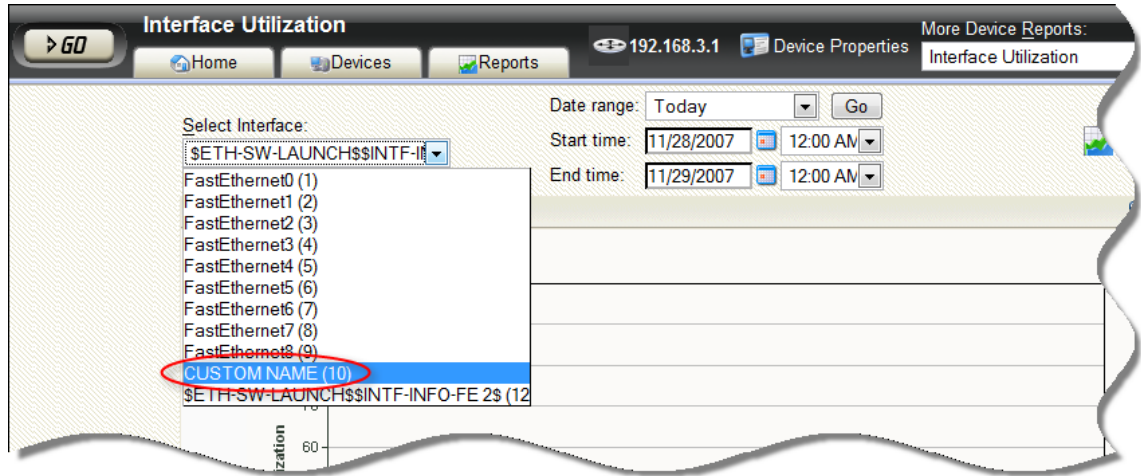 GO
Interface Utilization
Home
Devices
Reports
192.168.3.1
Device Properties
More Device Reports:
Interface Utilization
Select Interface:
$ETH-SW-LAUNCH$$INTF-I
Date range: Today Go
Start time: 11/28/2007 12:00 AM
End time: 11/29/2007 12:00 AM
FastEthernet0 (1)
FastEthernet1 (2)
FastEthernet2 (3)
FastEthernet3 (4)
FastEthernet4 (5)
FastEthernet5 (6)
FastEthernet6 (7)
FastEthernet7 (8)
FastEthernet8 (9)
CUSTOM NAME (10)
$ETH-SW-LAUNCH$$INTF-INFO-FE 2$ (12
60